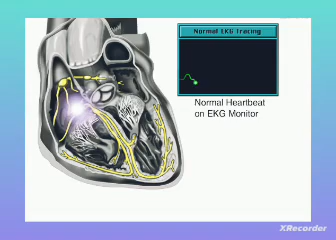 Normal EKG Tracing
Normal Heartbeat
on EKG Monitor
XRecorder